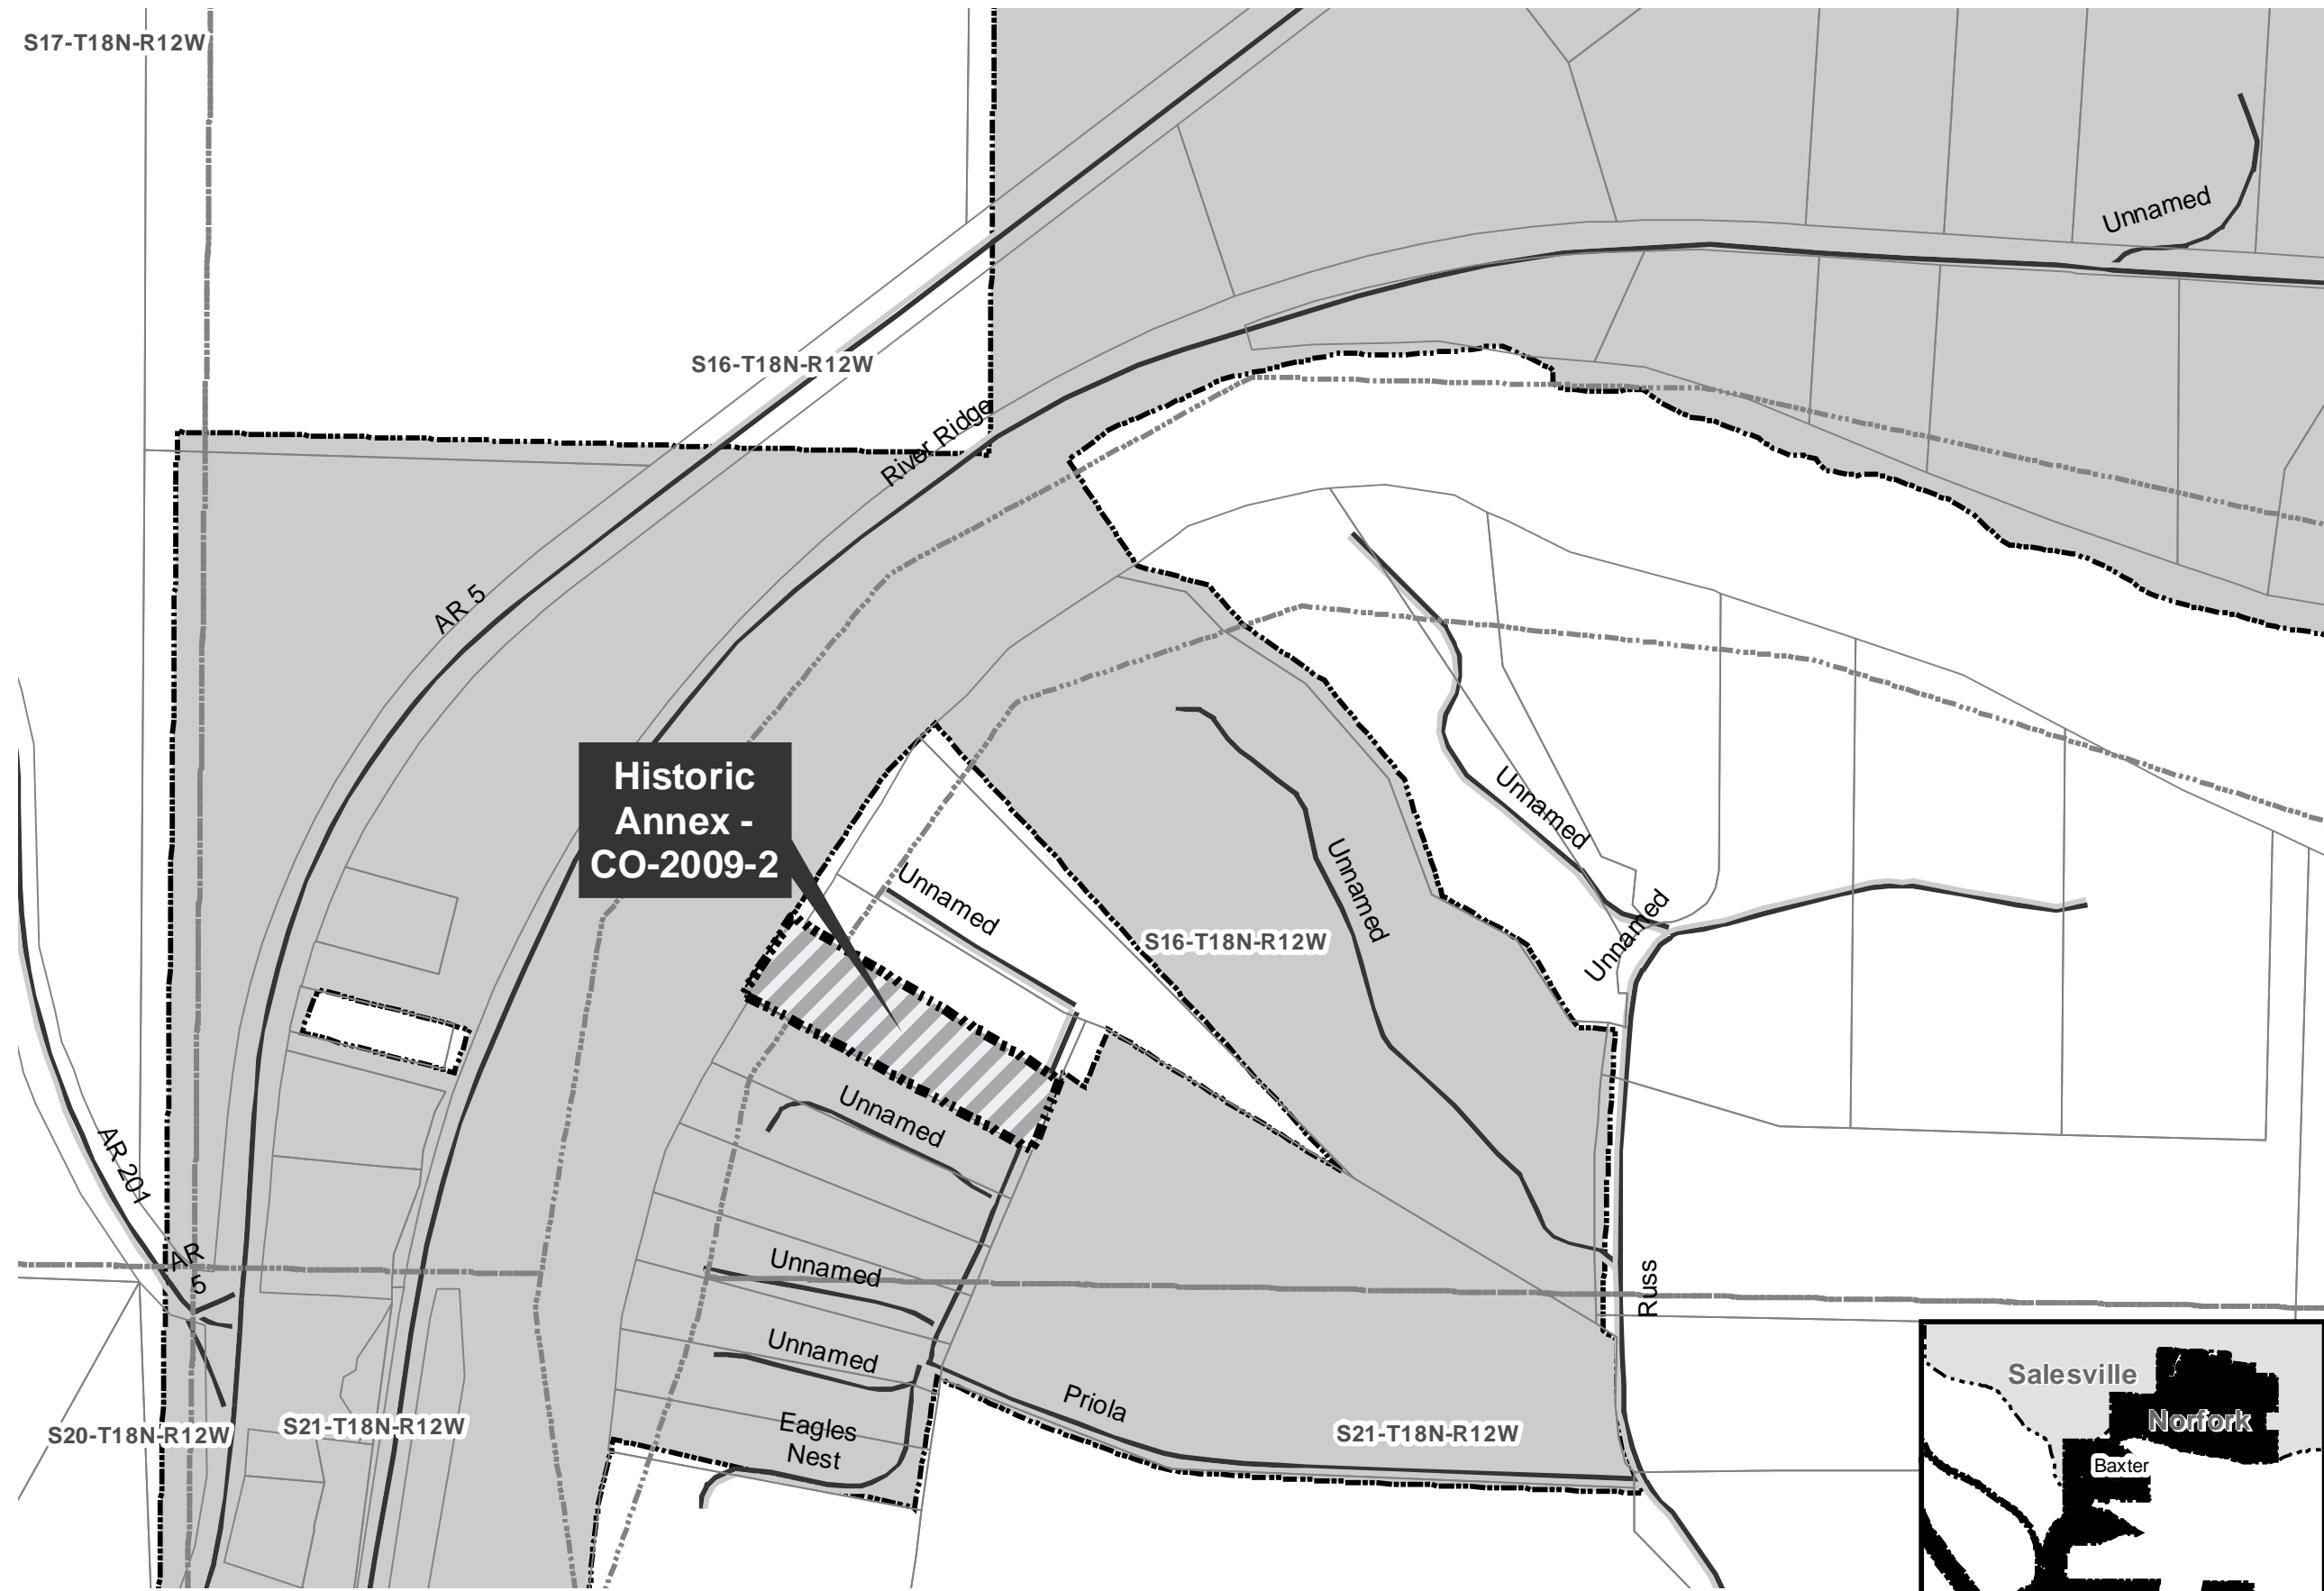 S17-T18N-R12W
Unnamed
S16-T18N-R12W
River Ridge
AR 5
Historic
Annex -
CO-2009-2
Unnamed
Unnamed
Unnamed
Unnamed
S16-T18N-R12W
Unnamed
AR 201
AR
5
Unnamed
Russ
Unnamed
Priola
Eagles
Nest
S20-T18N-R12W
S21-T18N-R12W
S21-T18N-R12W
Salesville
Norfork
Baxter